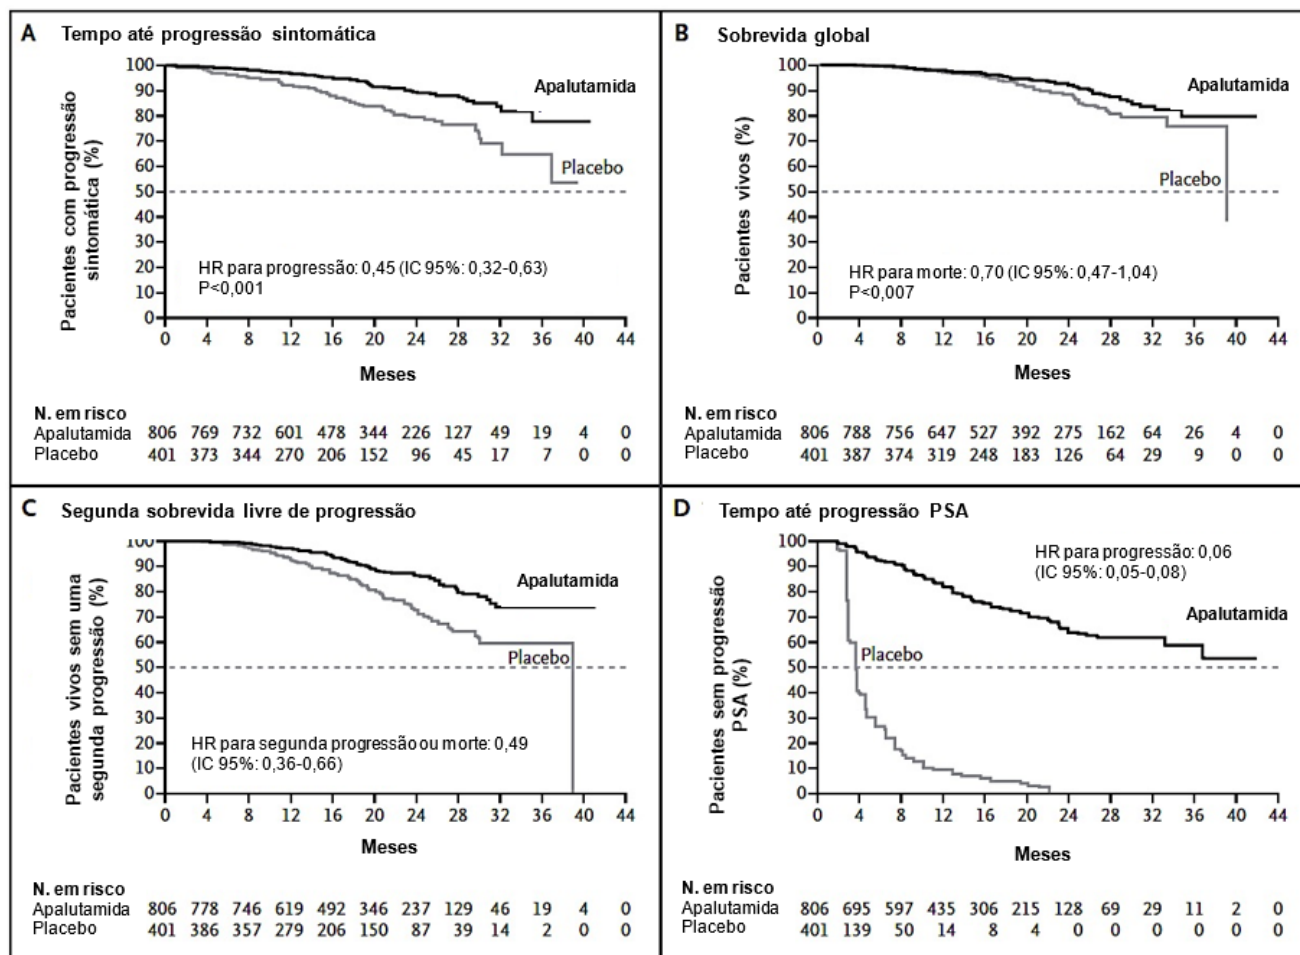 A Tempo até progressão sintomática
Pacientes com progressão
sintomática (%)
100
90
80
70
60
50
40
30
20
10
0
Apalutamida
Placebo
HR para progressão: 0,45 (IC 95%: 0,32-0,63)
P<0,001
0 4 8 12 16 20 24 28 32 36 40 44
Meses
N. em risco
Apalutamida 806 769 732 601 478 344 226 127 49 19 4 0
Placebo 401 373 344 270 206 152 96 45 17 7 0 0
B Sobrevida global
Pacientes vivos (%)
100
90
80
70
60
50
40
30
20
10
0
Apalutamida
Placebo
HR para morte: 0,70 (IC 95%: 0,47-1,04)
P<0,007
0 4 8 12 16 20 24 28 32 36 40 44
Meses
N. em risco
Apalutamida 806 788 756 647 527 392 275 162 64 26 4 0
Placebo 401 387 374 319 248 183 126 64 29 9 0 0
C Segunda sobrevida livre de progressão
Pacientes vivos sem uma
segunda progressão (%)
100
90
80
70
60
50
40
30
20
10
0
Apalutamida
Placebo
HR para segunda progressão ou morte: 0,49
(IC 95%: 0,36-0,66)
0 4 8 12 16 20 24 28 32 36 40 44
Meses
N. em risco
Apalutamida 806 778 746 619 492 346 237 129 46 19 4 0
Placebo 401 386 357 279 206 150 87 39 14 2 0 0
D Tempo até progressão PSA
Pacientes sem progressão
PSA (%)
100
90
80
70
60
50
40
30
20
10
0
HR para progressão: 0,06
(IC 95%: 0,05-0,08)
Apalutamida
Placebo
0 4 8 12 16 20 24 28 32 36 40 44
Meses
N. em risco
Apalutamida 806 695 597 435 306 215 128 69 29 11 2 0
Placebo 401 139 50 14 8 4 0 0 0 0 0 0